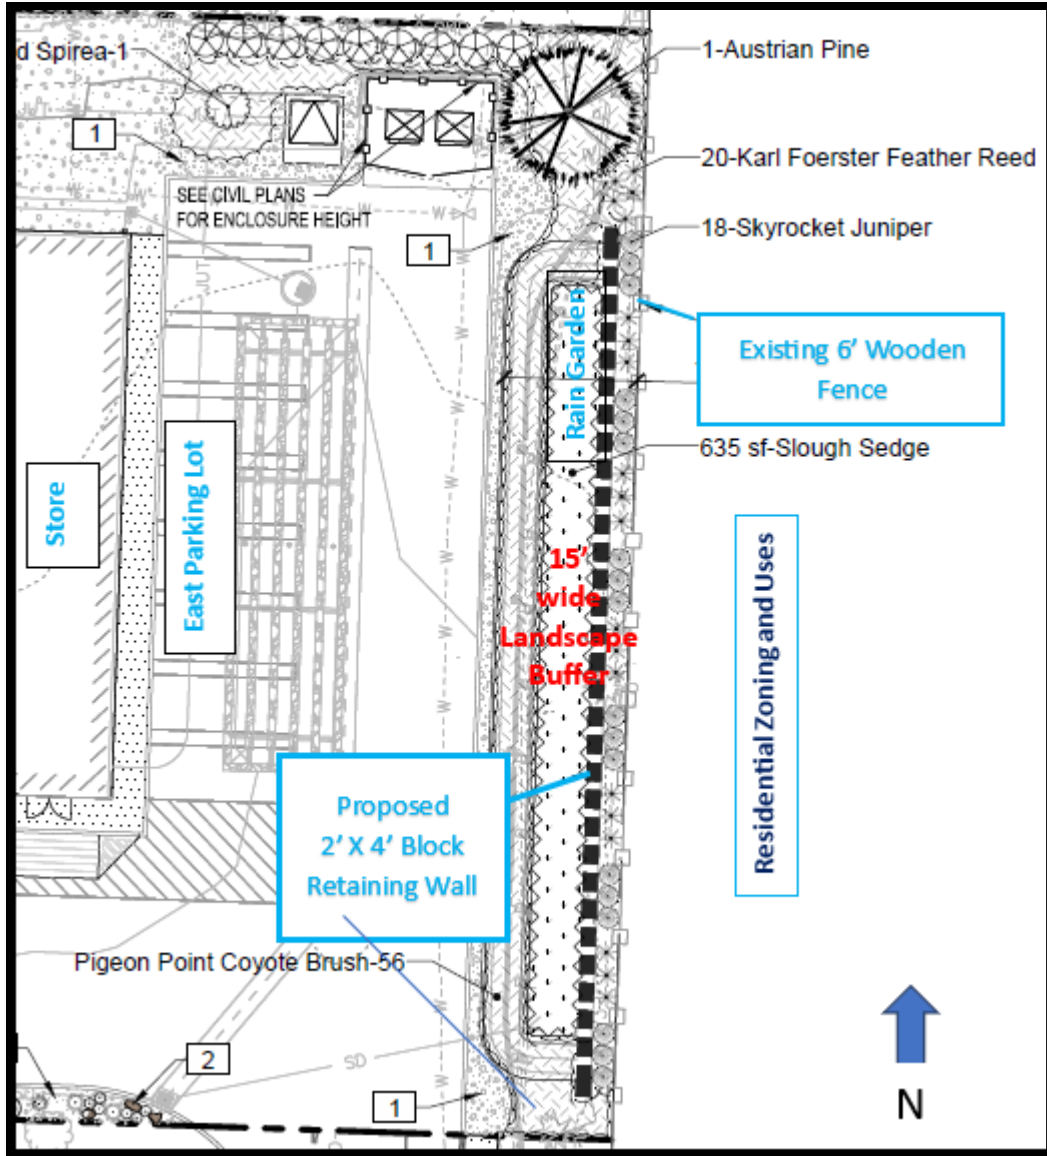 d Spirea-1
1-Austrian Pine
1
20-Karl Foerster Feather Reed
SEE CIVIL PLANS
FOR ENCLOSURE HEIGHT
W
1
18-Skyrocket Juniper
JUT
Rain Garden
Existing 6’ Wooden
Fence
635 sf-Slough Sedge
Store
East Parking Lot
15’
wide
Landscape
Buffer
Residential Zoning and Uses
Proposed
2’ X 4’ Block
Retaining Wall
Pigeon Point Coyote Brush-56
2
SD
1
N